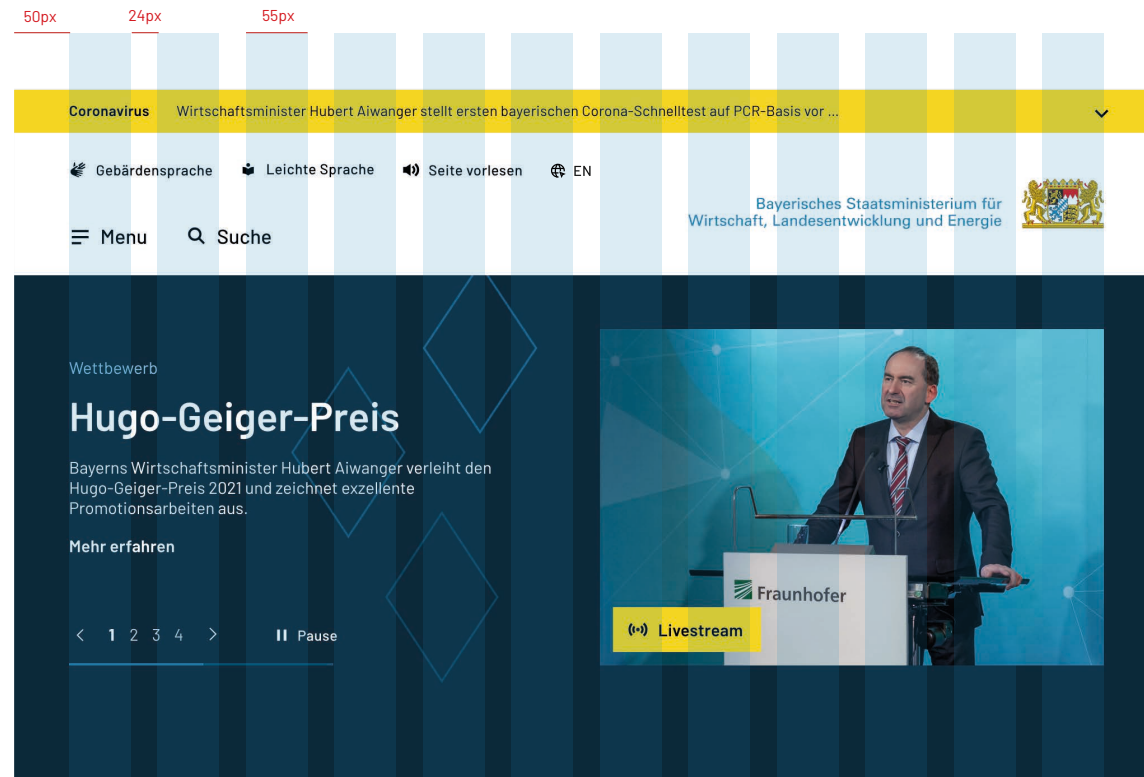 50px 24px 55px
Coronavirus Wirtschaftsminister Hubert Aiwanger stellt ersten bayerischen Corona-Schnelltest auf PCR-Basis vor ...
Gebärdensprache Leichte Sprache Seite vorlesen EN
Bayerisches Staatsministerium für
Wirtschaft, Landesentwicklung und Energie
Menu Suche
Wettbewerb
Hugo-Geiger-Preis
Bayerns Wirtschaftsminister Hubert Aiwanger verleiht den
Hugo-Geiger-Preis 2021 und zeichnet exzellente
Promotionsarbeiten aus.
Mehr erfahren
< 1 2 3 4 > Pause
Fraunhofer
Livestream